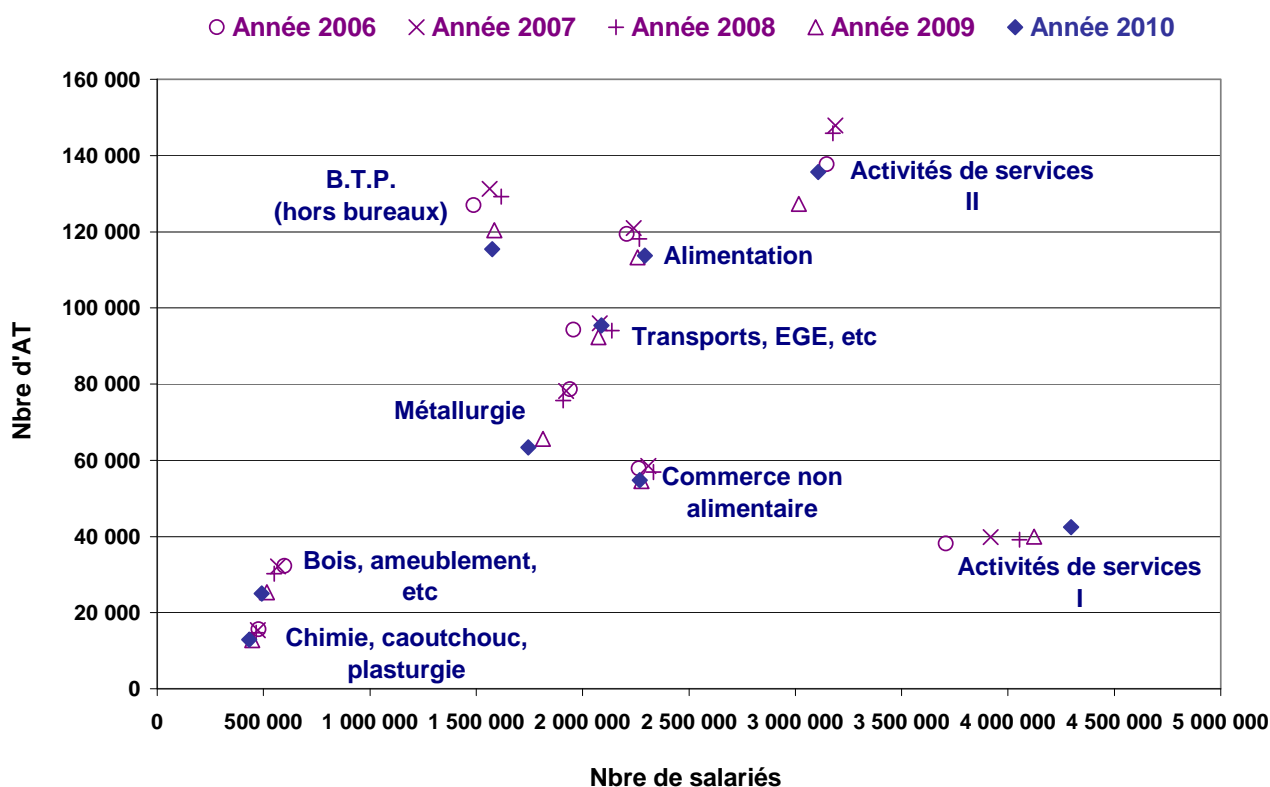 Année 2006 Année 2007 Année 2008 Année 2009 Année 2010
160 000
140 000
120 000
100 000
80 000
60 000
40 000
20 000
0
Nbre d'AT
B.T.P.
(hors bureaux)
Activités de services
II
Alimentation
Transports, EGE, etc
Métallurgie
Commerce non
alimentaire
Bois, ameublement,
etc
Activités de services
I
Chimie, caoutchouc,
plasturgie
0 500 000 1 000 000 1 500 000 2 000 000 2 500 000 3 000 000 3 500 000 4 000 000 4 500 000 5 000 000
Nbre de salariés